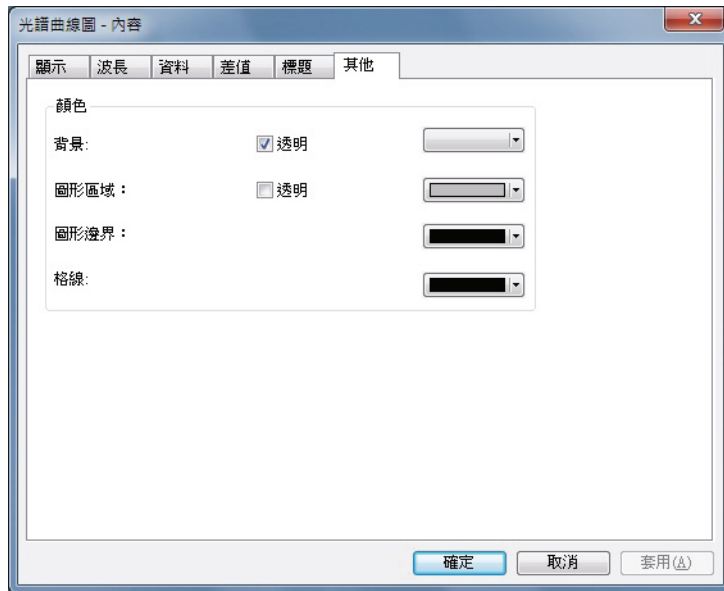 光譜曲線圖 - 內容
顯示 波長 資料 差值 標題 其他
顏色
背景: 透明
圖形區域： 透明
圖形邊界：
格線:
確定 取消 套用(A)